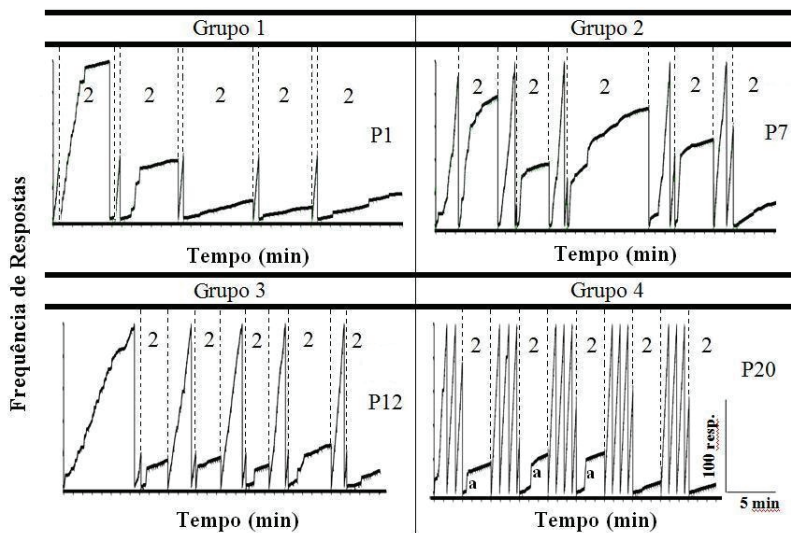 Grupo 1
Grupo 2
Frequência de Respostas
2 2 2 2 2
P1
2 2 2 2 2
P7
Tempo (min)
Tempo (min)
Grupo 3
Grupo 4
2 2 2 2 2
P12
2 2 2 2 2
P20
a a a
100 resp.
5 min
Tempo (min)
Tempo (min)